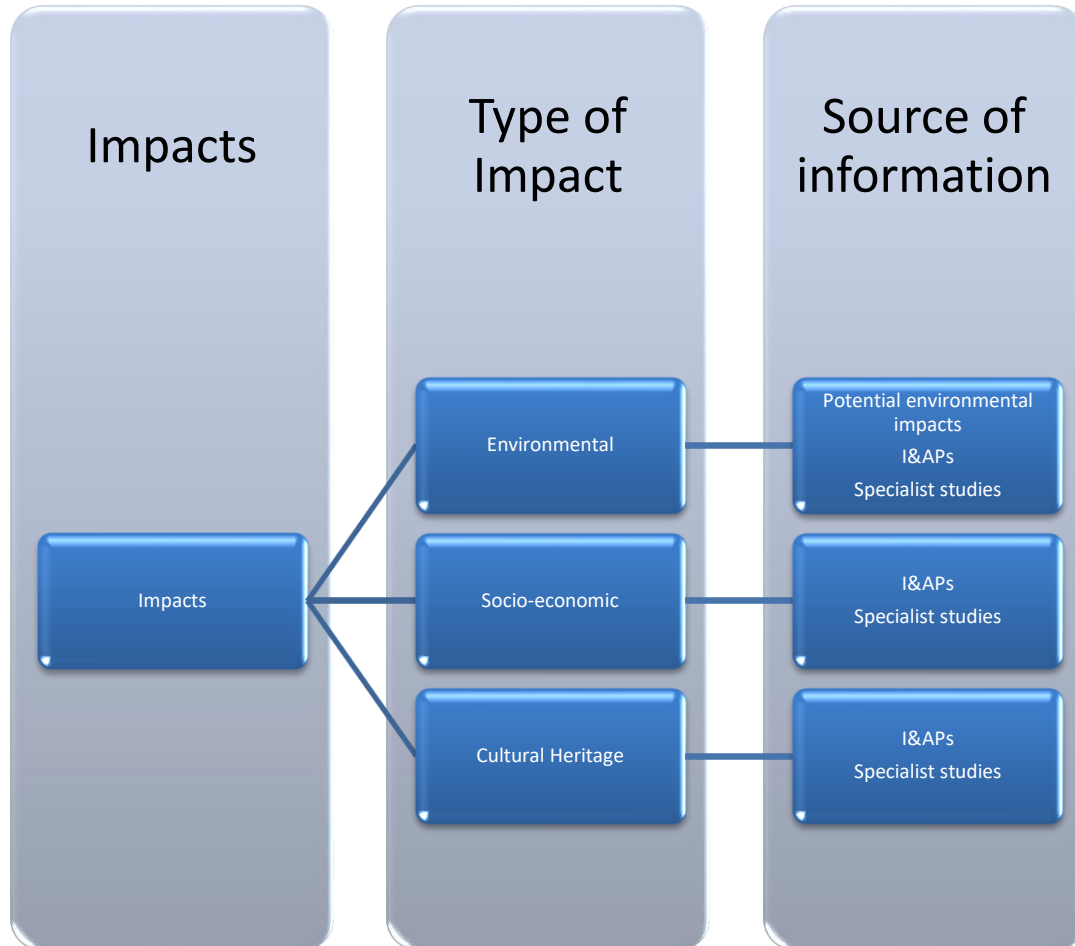 Impacts
Type of
Impact
Source of
information
Impacts
Environmental
Socio-economic
Cultural Heritage
Potential environmental
impacts
I&APs
Specialist studies
I&APs
Specialist studies
I&APs
Specialist studies